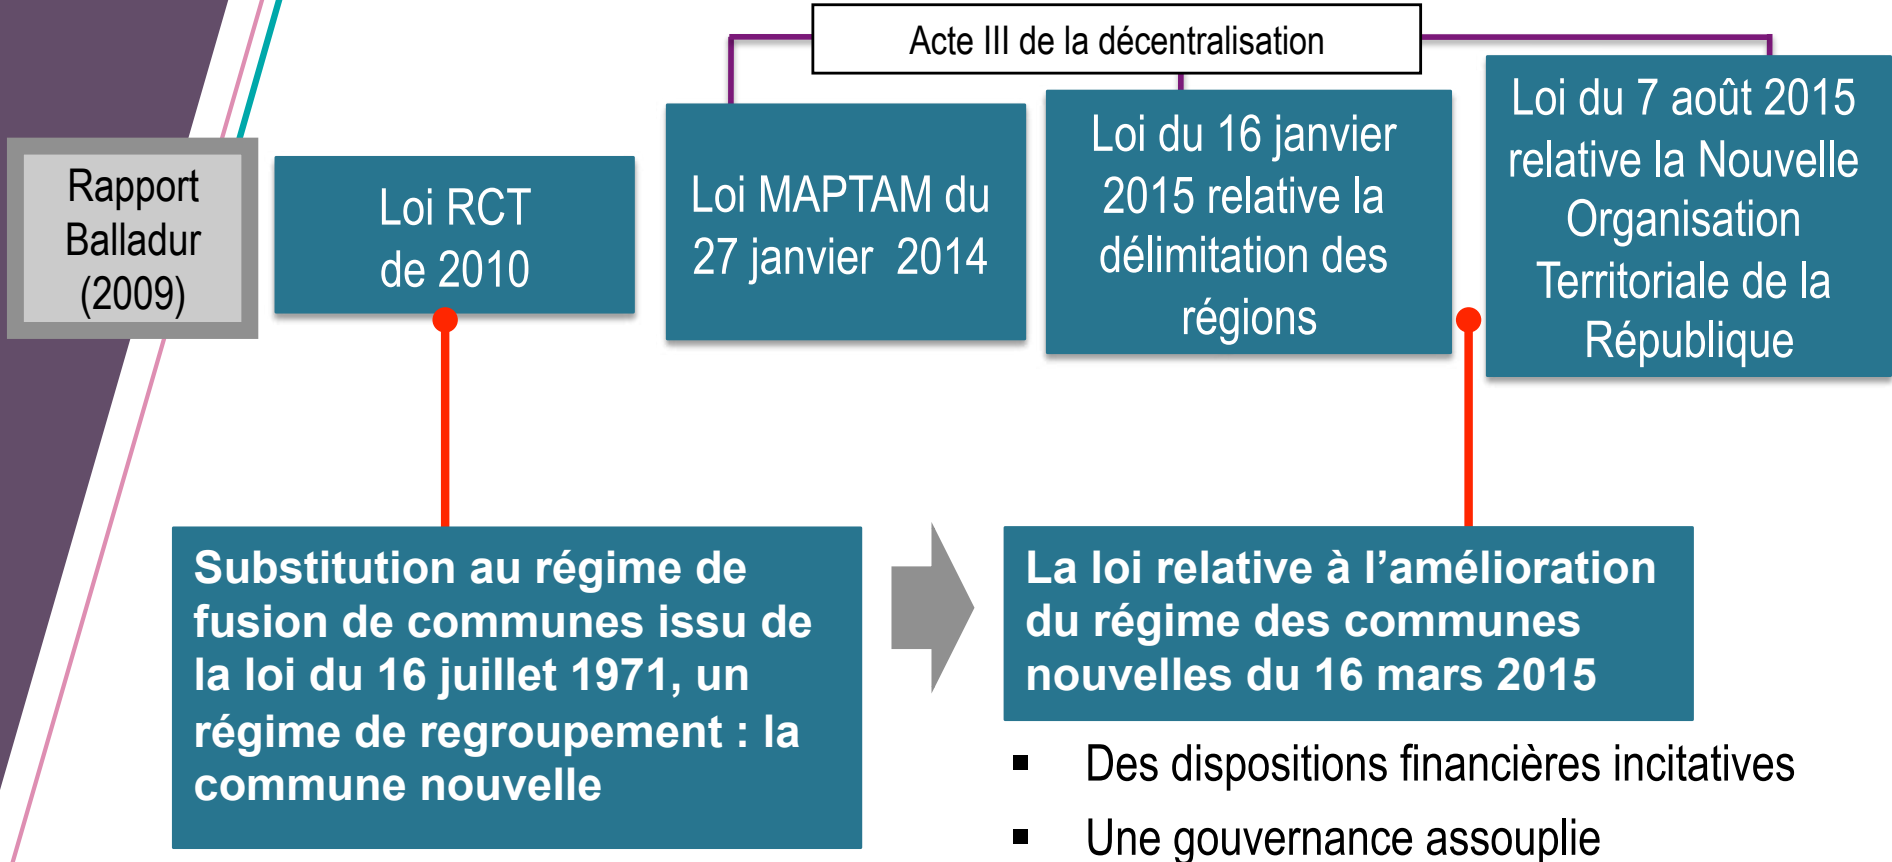 Acte III de la décentralisation
Rapport
Balladur
(2009)
Loi RCT
de 2010
Loi MAPTAM du
27 janvier 2014
Loi du 16 janvier
2015 relative la
délimitation des
régions
Loi du 7 août 2015
relative la Nouvelle
Organisation
Territoriale de la
République
Substitution au régime de
fusion de communes issu de
la loi du 16 juillet 1971, un
régime de regroupement : la
commune nouvelle
La loi relative à l’amélioration
du régime des communes
nouvelles du 16 mars 2015
▪ Des dispositions financières incitatives
▪ Une gouvernance assouplie